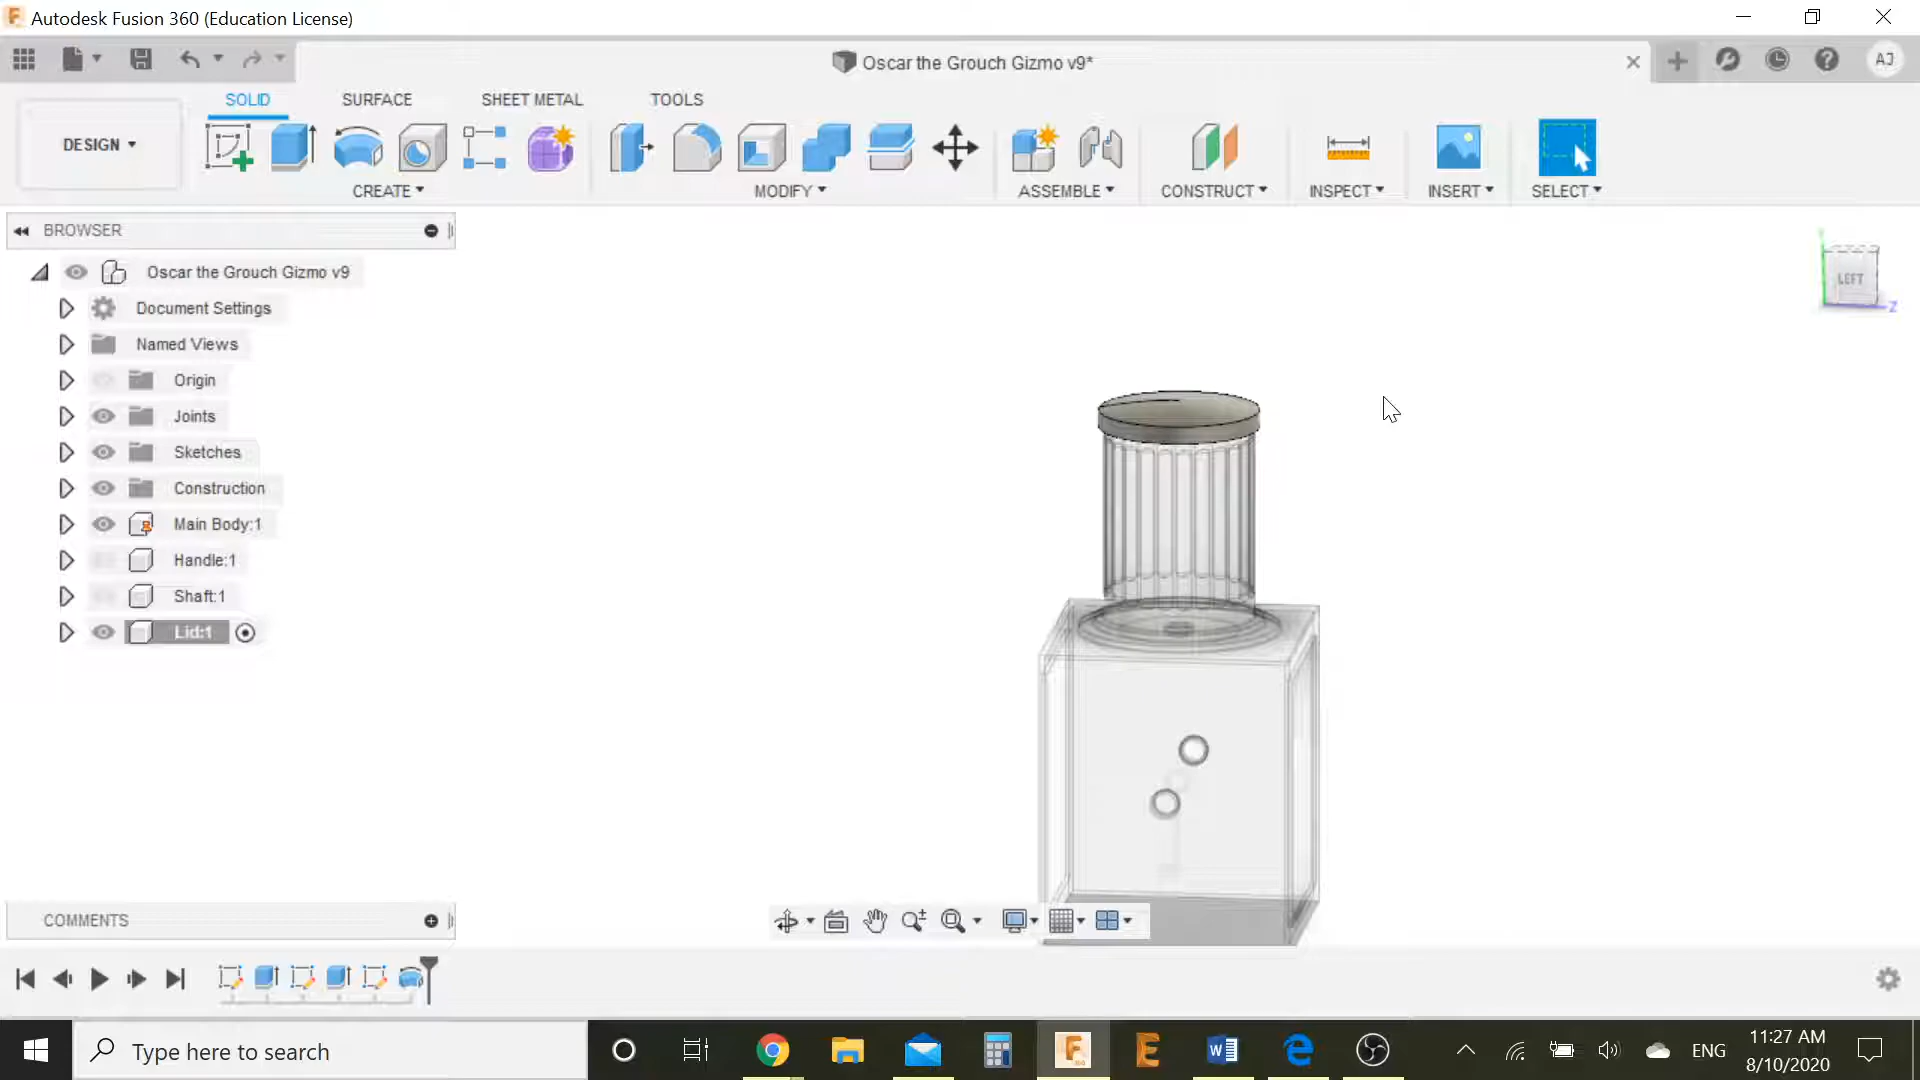 Autodesk Fusion 360 (Education License)
Oscar the Grouch Gizmo v9*
AJ
SOLID SURFACE SHEET METAL TOOLS
DESIGN
CREATE MODIFY ASSEMBLE CONSTRUCT INSPECT INSERT SELECT
BROWSER
Oscar the Grouch Gizmo v9
Document Settings
Named Views
Origin
Joints
Sketches
Construction
Main Body:1
Handle:1
Shaft:1
Lid:1
LEFT
Z
COMMENTS
Type here to search
ENG
11:27 AM
8/10/2020